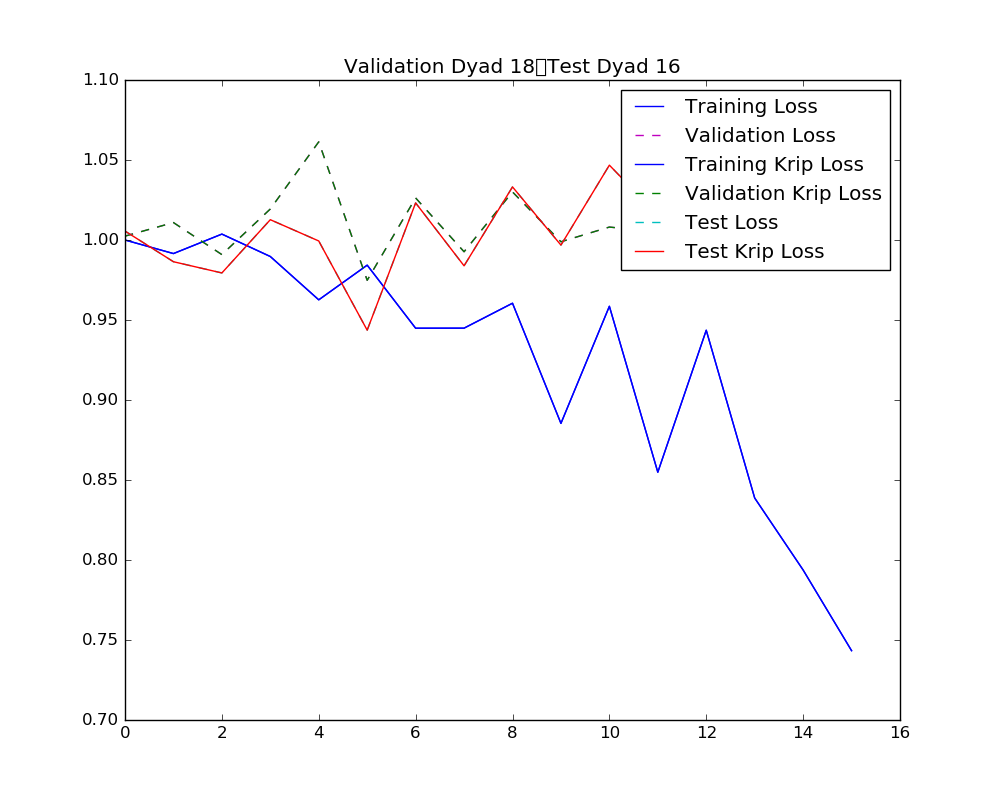 Validation Dyad 18□Test Dyad 16
1.10
1.05
1.00
0.95
0.90
0.85
0.80
0.75
0.70
0
2
4
6
8
10
12
14
16
Training Loss
Validation Loss
Training Krip Loss
Validation Krip Loss
Test Loss
Test Krip Loss